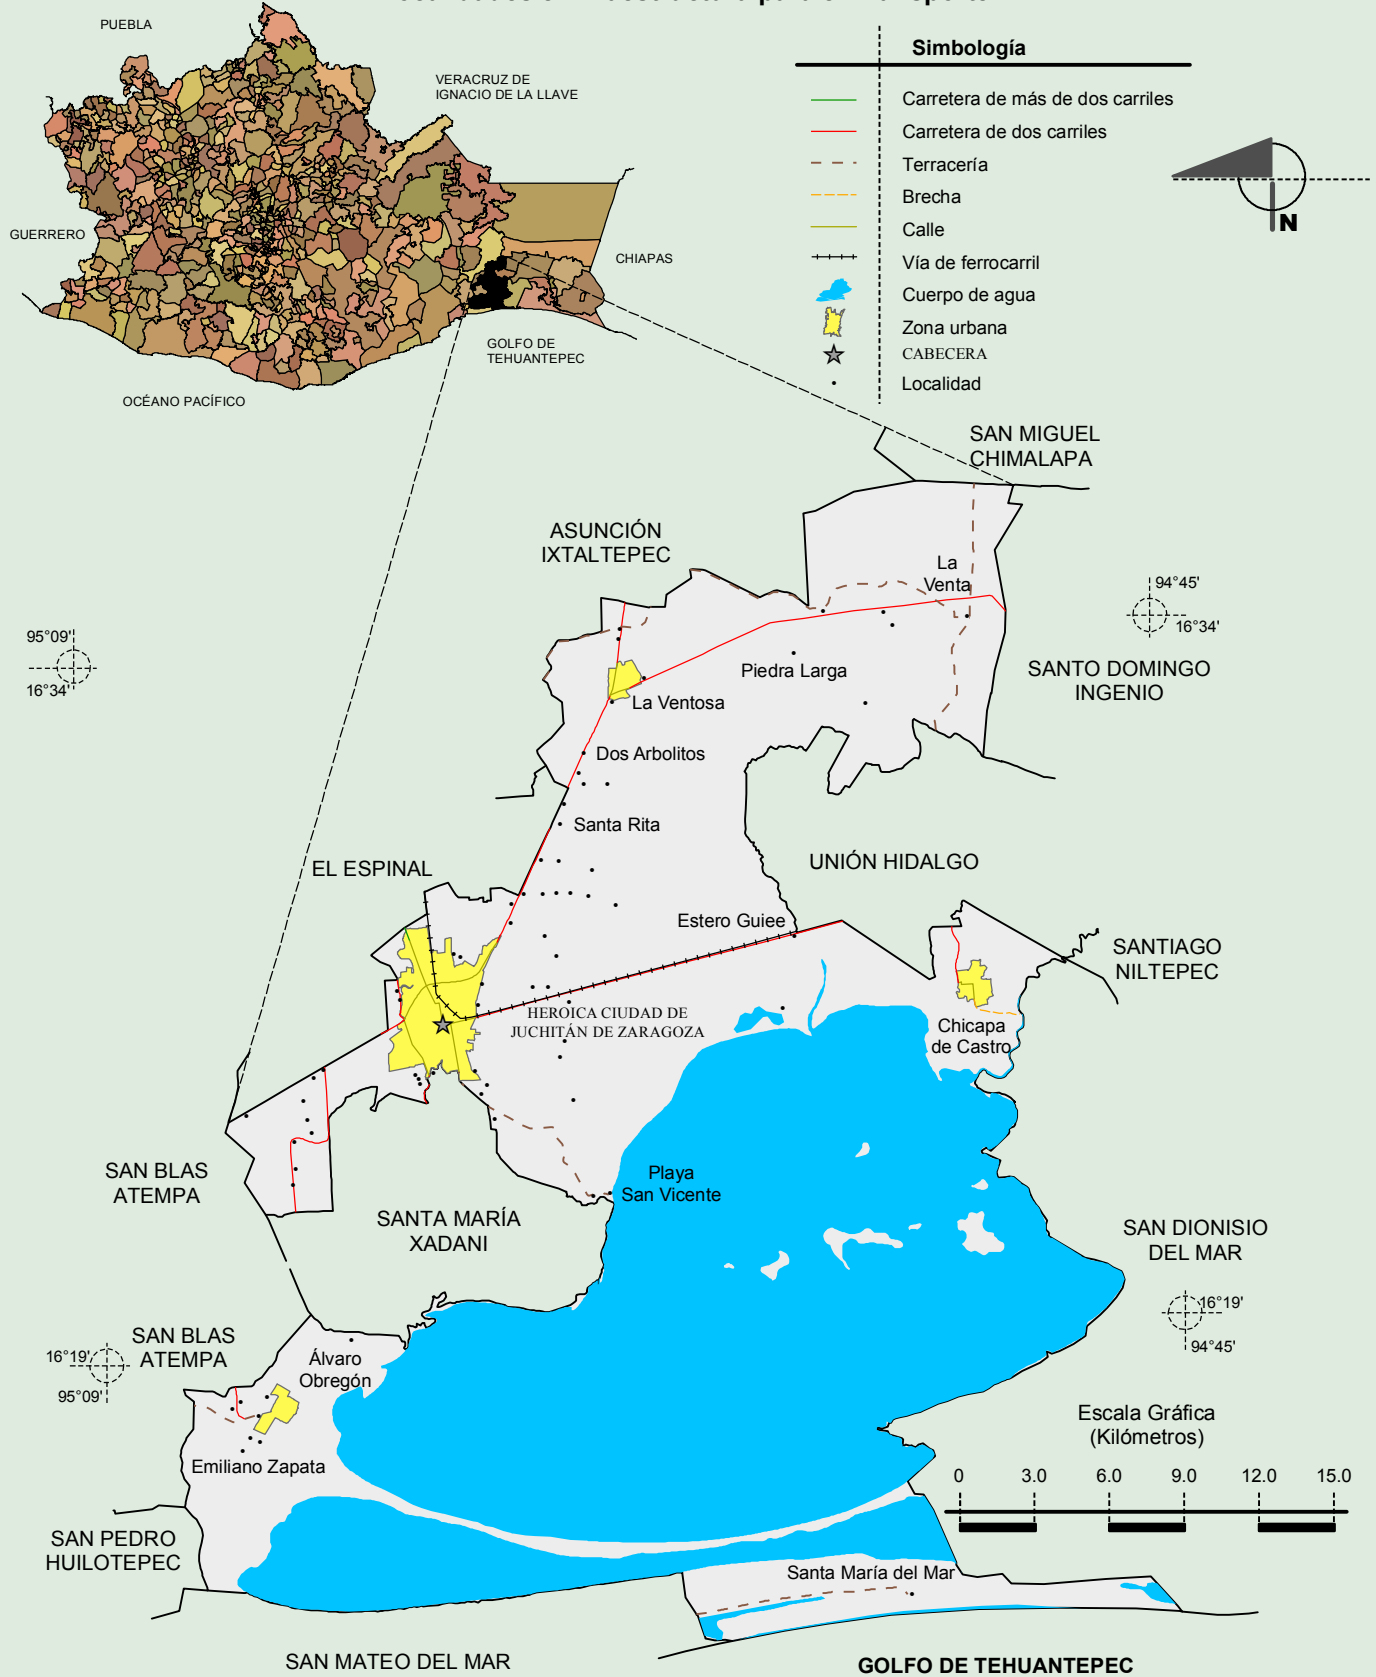 PUEBLA
VERACRUZ DE
IGNACIO DE LA LLAVE
GUERRERO
CHIAPAS
GOLFO DE
TEHUANTEPEC
OCÉANO PACÍFICO
Simbología
Carretera de más de dos carriles
Carretera de dos carriles
Terracería
Brecha
Calle
Vía de ferrocarril
Cuerpo de agua
Zona urbana
CABECERA
Localidad
N
SAN MIGUEL
CHIMALAPA
ASUNCIÓN
IXTALTEPEC
La
Venta
94°45'
16°34'
95°09'
16°34'
Piedra Larga
SANTO DOMINGO
INGENIO
La Ventosa
Dos Arbolitos
Santa Rita
EL ESPINAL
UNIÓN HIDALGO
Estero Guiee
SANTIAGO
NILTEPEC
HEROICA CIUDAD DE
JUCHITÁN DE ZARAGOZA
Chicapa
de Castro
SAN BLAS
ATEMPA
Playa
San Vicente
SANTA MARÍA
XADANI
SAN DIONISIO
DEL MAR
16°19'
94°45'
SAN BLAS
ATEMPA
16°19'
95°09'
Álvaro
Obregón
Emiliano Zapata
Escala Gráfica
(Kilómetros)
0 3.0 6.0 9.0 12.0 15.0
SAN PEDRO
HUILOTEPEC
Santa María del Mar
SAN MATEO DEL MAR
GOLFO DE TEHUANTEPEC